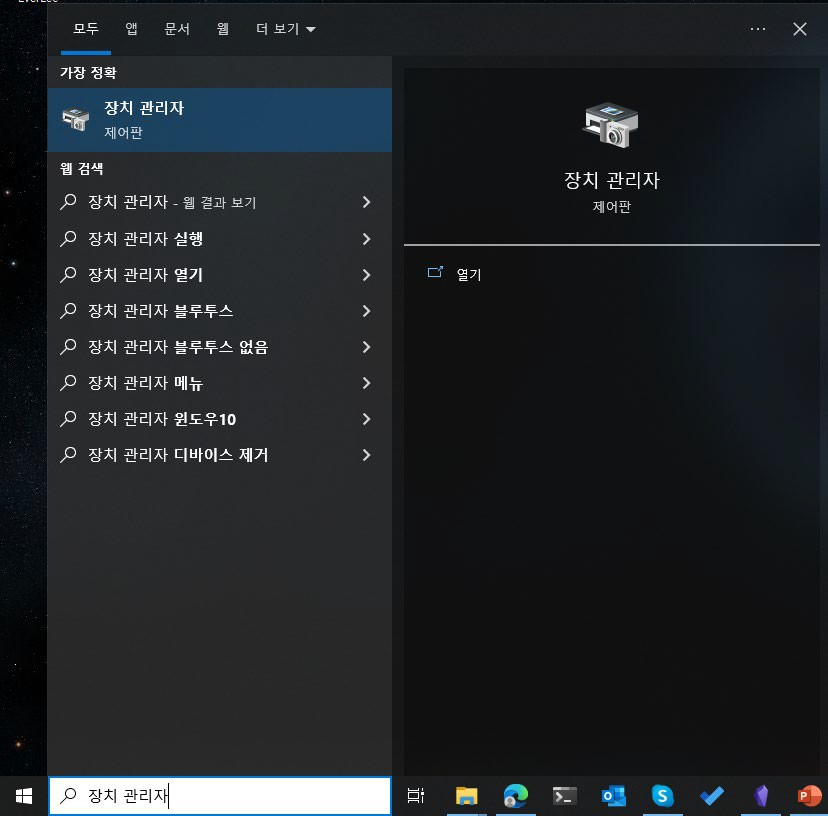 모두 앱 문서 웹 더 보기
가장 정확
장치 관리자
제어판
웹 검색
장치 관리자 - 웹 결과 보기
장치 관리자 실행
장치 관리자 열기
장치 관리자 블루투스
장치 관리자 블루투스 없음
장치 관리자 메뉴
장치 관리자 윈도우10
장치 관리자 디바이스 제거
장치 관리자
제어판
열기
장치 관리자